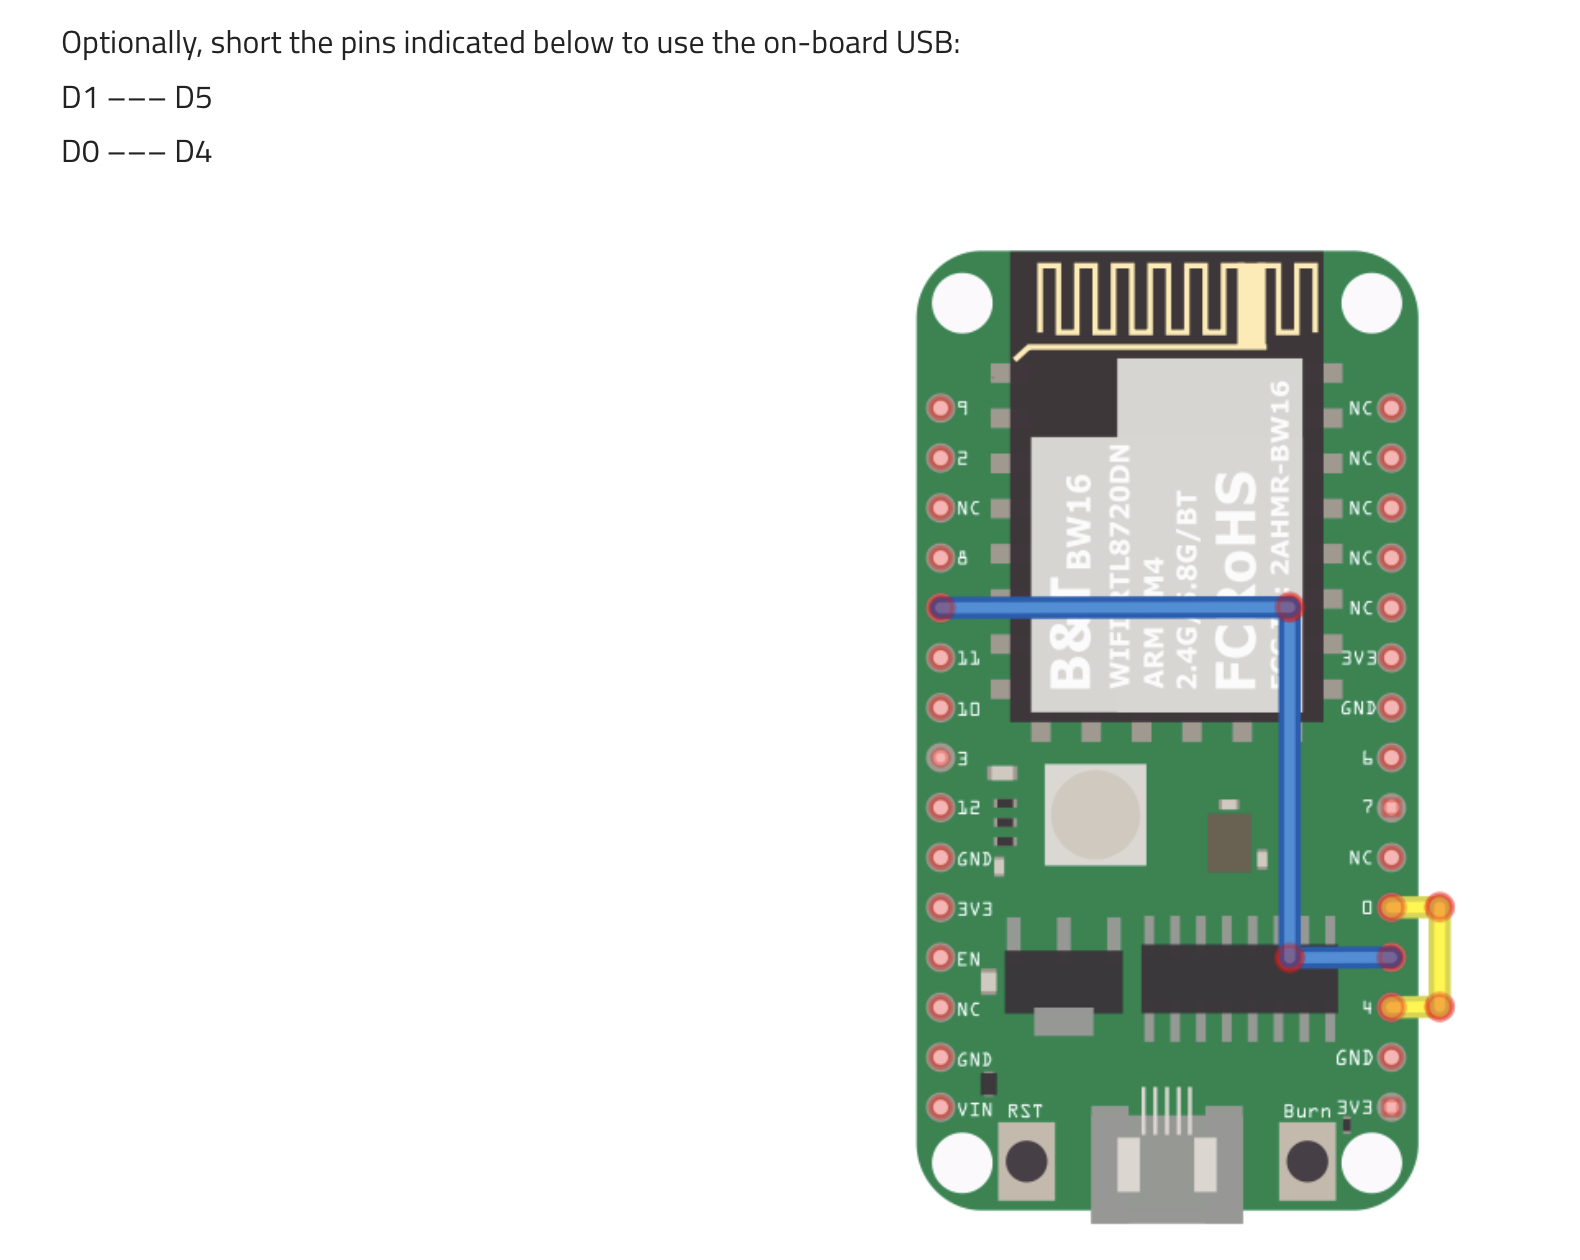 Optionally, short the pins indicated below to use the on-board USB:
D1 --- D5
D0 --- D4
9
2
NC
8
11
10
3
12
GND
3V3
EN
NC
GND
VIN
RST
B&T BW16
WIFI RTL8720DN
ARM M4
2.4G/5.8G/BT
FC RoHS
2AHMR-BW16
NC
NC
NC
NC
NC
3V3
GND
6
7
NC
0
4
GND
3V3
Burn